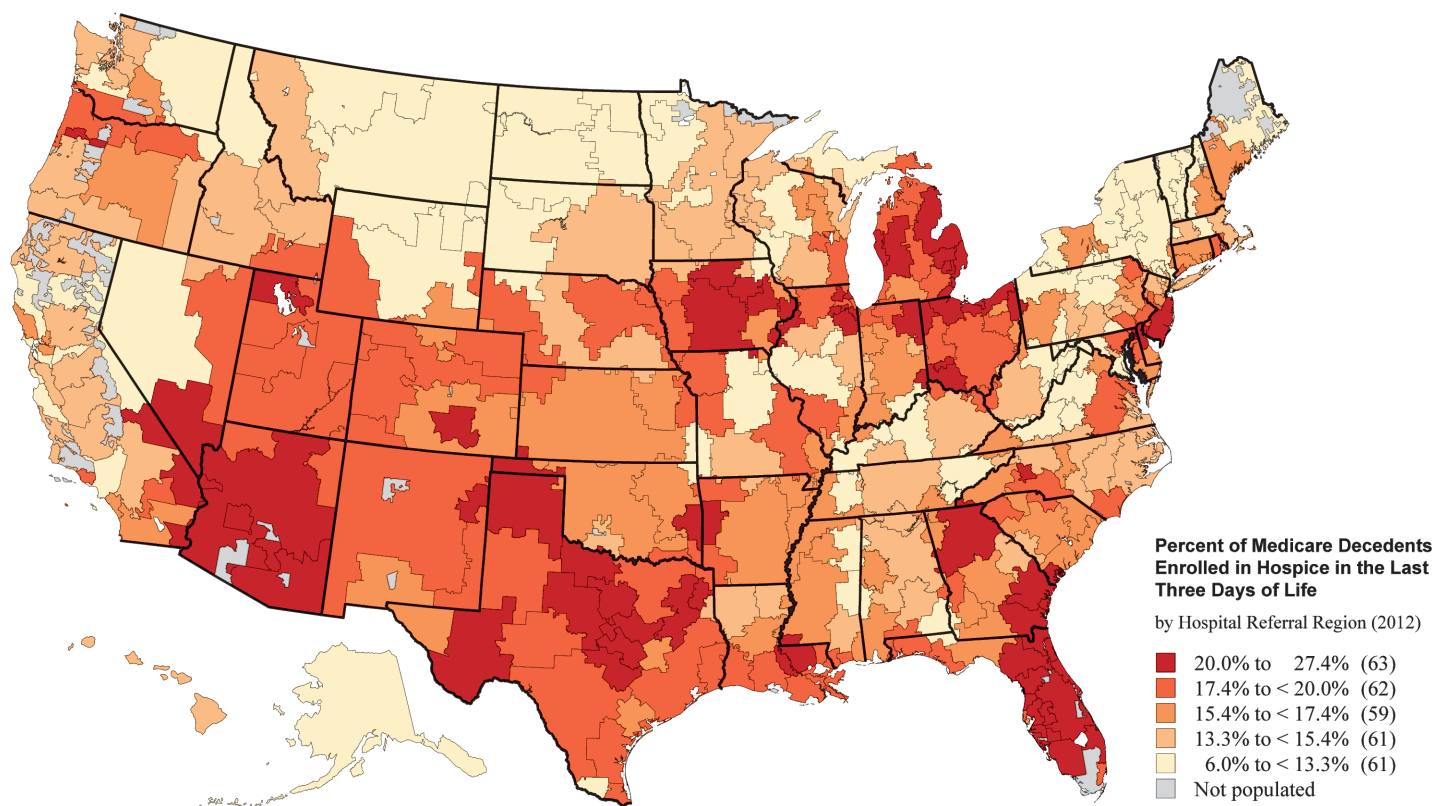 Percent of Medicare Decedents
Enrolled in Hospice in the Last
Three Days of Life
by Hospital Referral Region (2012)
20.0% to 27.4% (63)
17.4% to < 20.0% (62)
15.4% to < 17.4% (59)
13.3% to < 15.4% (61)
6.0% to < 13.3% (61)
Not populated